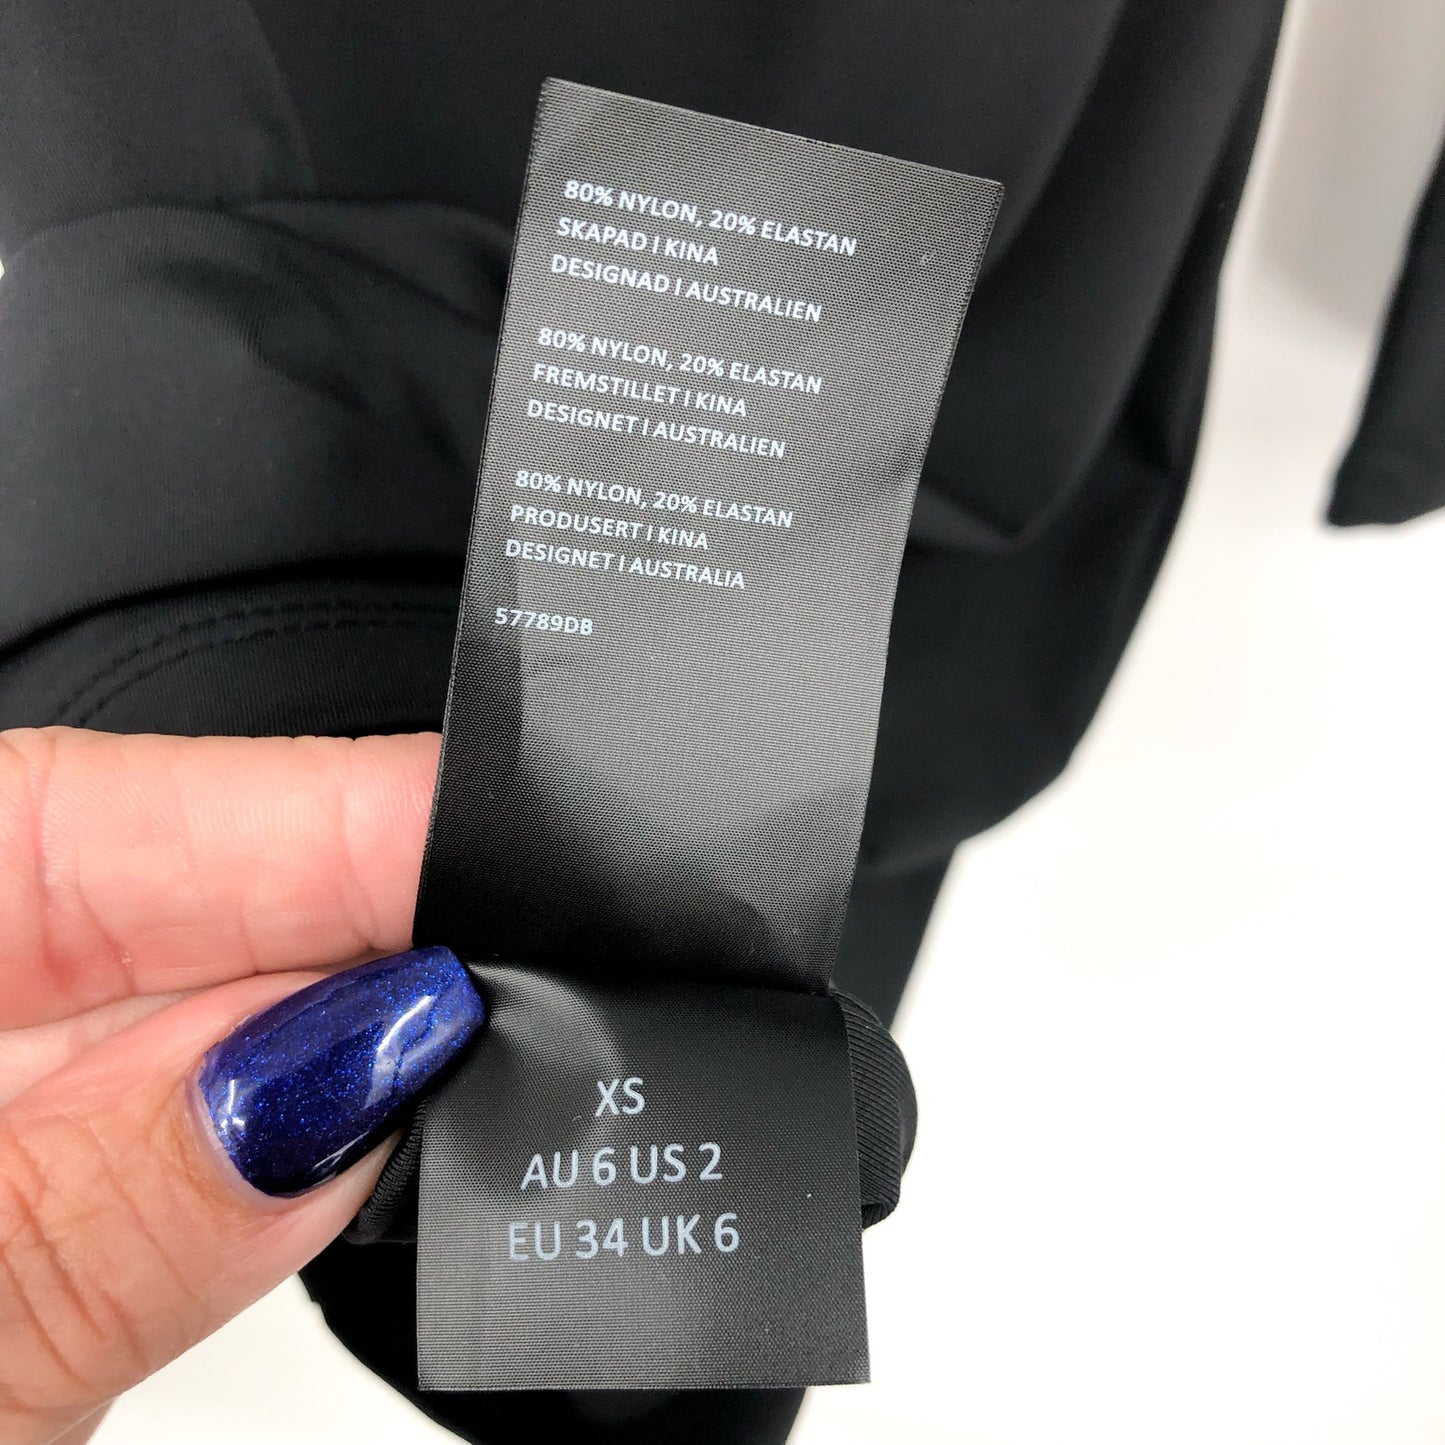 80% NYLON, 20% ELASTAN
SKAPAD I KINA
DESIGNAD I AUSTRALIEN
80% NYLON, 20% ELASTAN
FREMSTILLET I KINA
DESIGNET I AUSTRALIEN
80% NYLON, 20% ELASTAN
PRODUSERT I KINA
DESIGNET I AUSTRALIA
57789DB
XS
AU 6 US 2
EU 34 UK 6